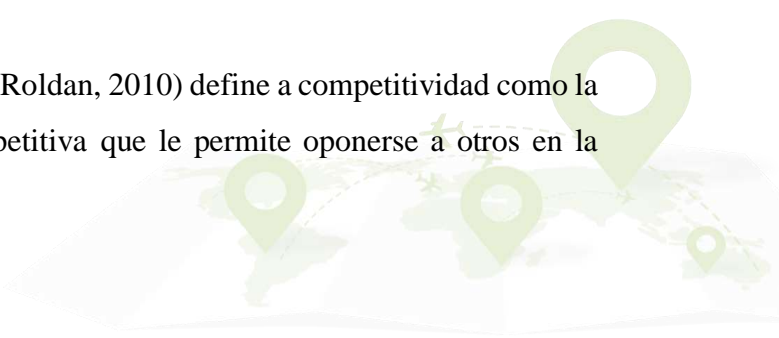 Roldan, 2010) define a competitividad como la
petitiva que le permite oponerse a otros en la